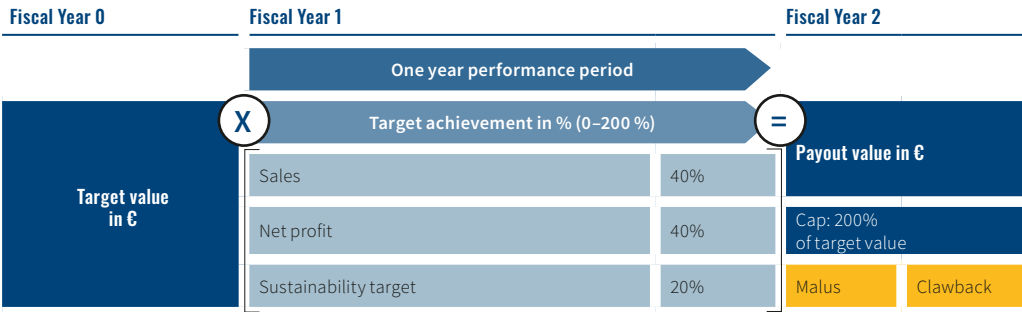 Fiscal Year 0
Fiscal Year 1
Fiscal Year 2
One year performance period
X
Target achievement in % (0–200 %)
=
Target value
in €
Sales
40%
Net profit
40%
Sustainability target
20%
Payout value in €
Cap: 200%
of target value
Malus
Clawback